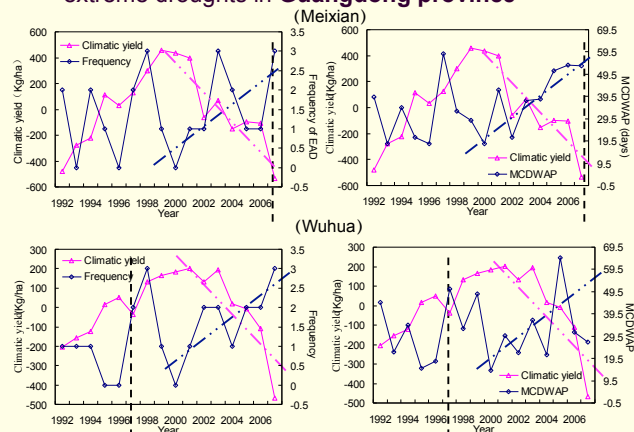 extreme droughts in Guangdong province
(Meixian)
Climatic yield（Kg/ha）
600
400
200
0
-200
-400
-600
Climatic yield
Frequency
3.5
3
2.5
2
1.5
1
0.5
0
-0.5
Frequency of EAD
1992 1994 1996 1998 2000 2002 2004 2006
Year
Climatic yield(Kg/ha)
600
400
200
0
-200
-400
-600
Climatic yield
MCDWAP
69.5
59.5
49.5
39.5
29.5
19.5
9.5
-0.5
MCDWAP (days)
1992 1994 1996 1998 2000 2002 2004 2006
Year
(Wuhua)
Climatic yield(Kg/ha)
300
200
100
0
-100
-200
-300
-400
-500
Climatic yield
Frequency
3.5
3
2.5
2
1.5
1
0.5
0
-0.5
Frequency
1992 1994 1996 1998 2000 2002 2004 2006
Year
Climatic yield(Kg/ha)
300
200
100
0
-100
-200
-300
-400
-500
Climatic yield
MCDWAP
69.5
59.5
49.5
39.5
29.5
19.5
9.5
-0.5
MCDWAP
1992 1994 1996 1998 2000 2002 2004 2006
Year